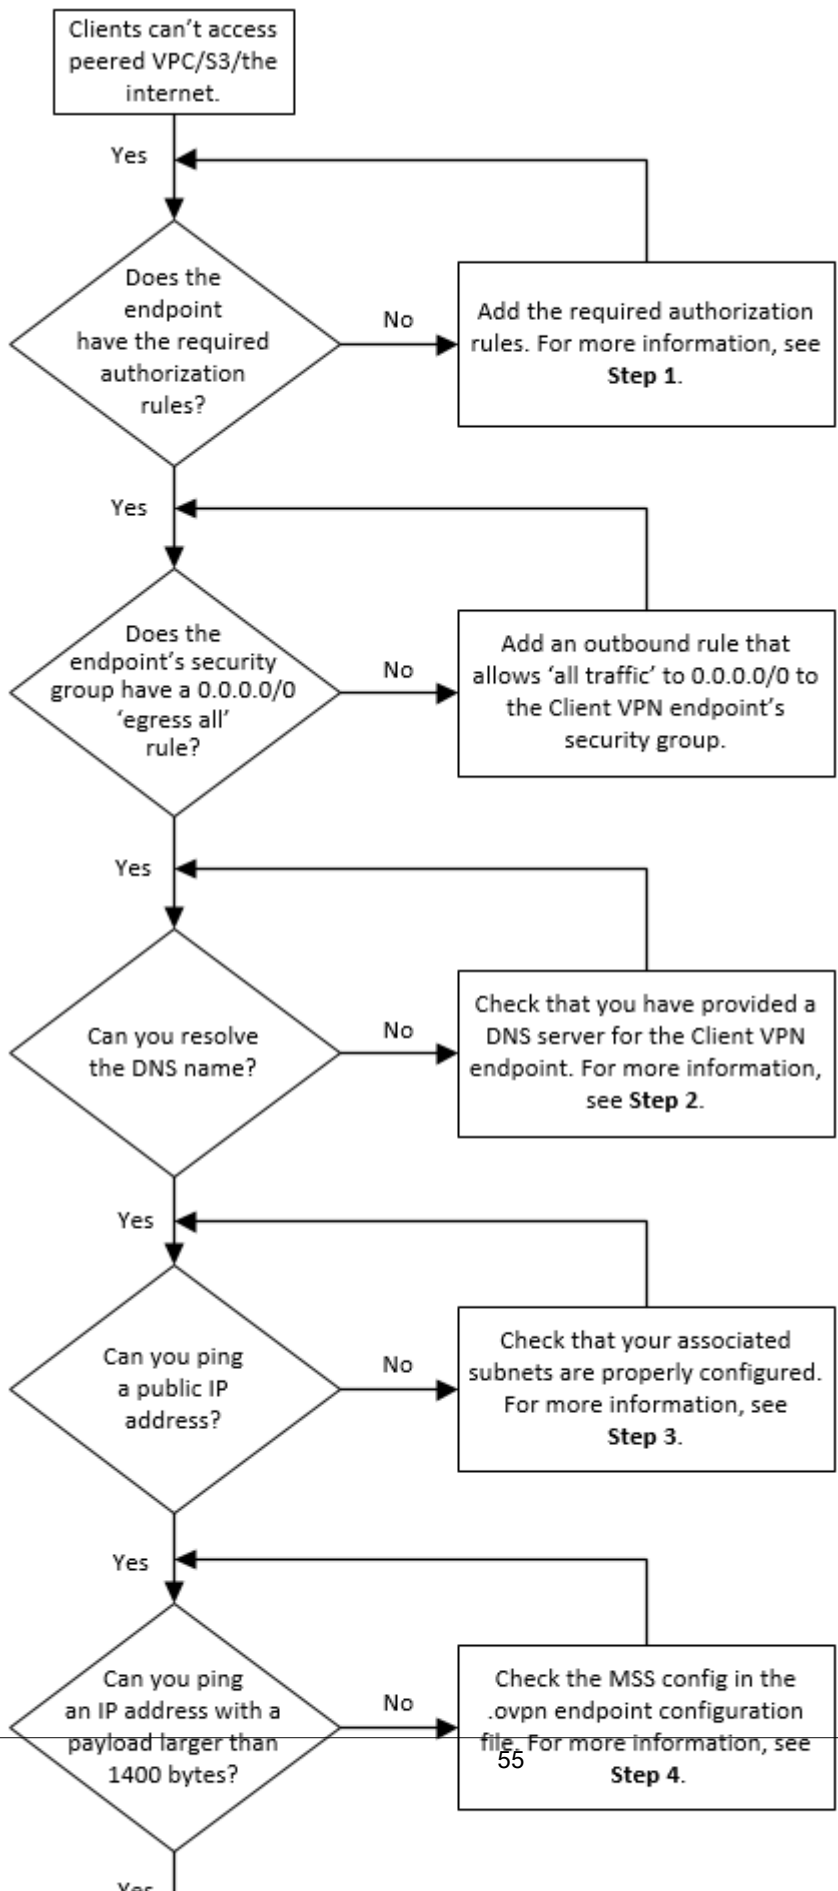 Clients can't access
peered VPC/S3/the
internet.
Yes
Does the
endpoint
have the required
authorization
rules?
No
Add the required authorization
rules. For more information, see
Step 1.
Yes
Does the
endpoint's security
group have a 0.0.0.0/0
'egress all'
rule?
No
Add an outbound rule that
allows 'all traffic' to 0.0.0.0/0 to
the Client VPN endpoint's
security group.
Yes
Can you resolve
the DNS name?
No
Check that you have provided a
DNS server for the Client VPN
endpoint. For more information,
see Step 2.
Yes
Can you ping
a public IP
address?
No
Check that your associated
subnets are properly configured.
For more information, see
Step 3.
Yes
Can you ping
an IP address with a
payload larger than
1400 bytes?
No
Check the MSS config in the
.ovpn endpoint configuration
file. For more information, see
Step 4.
55
Yes